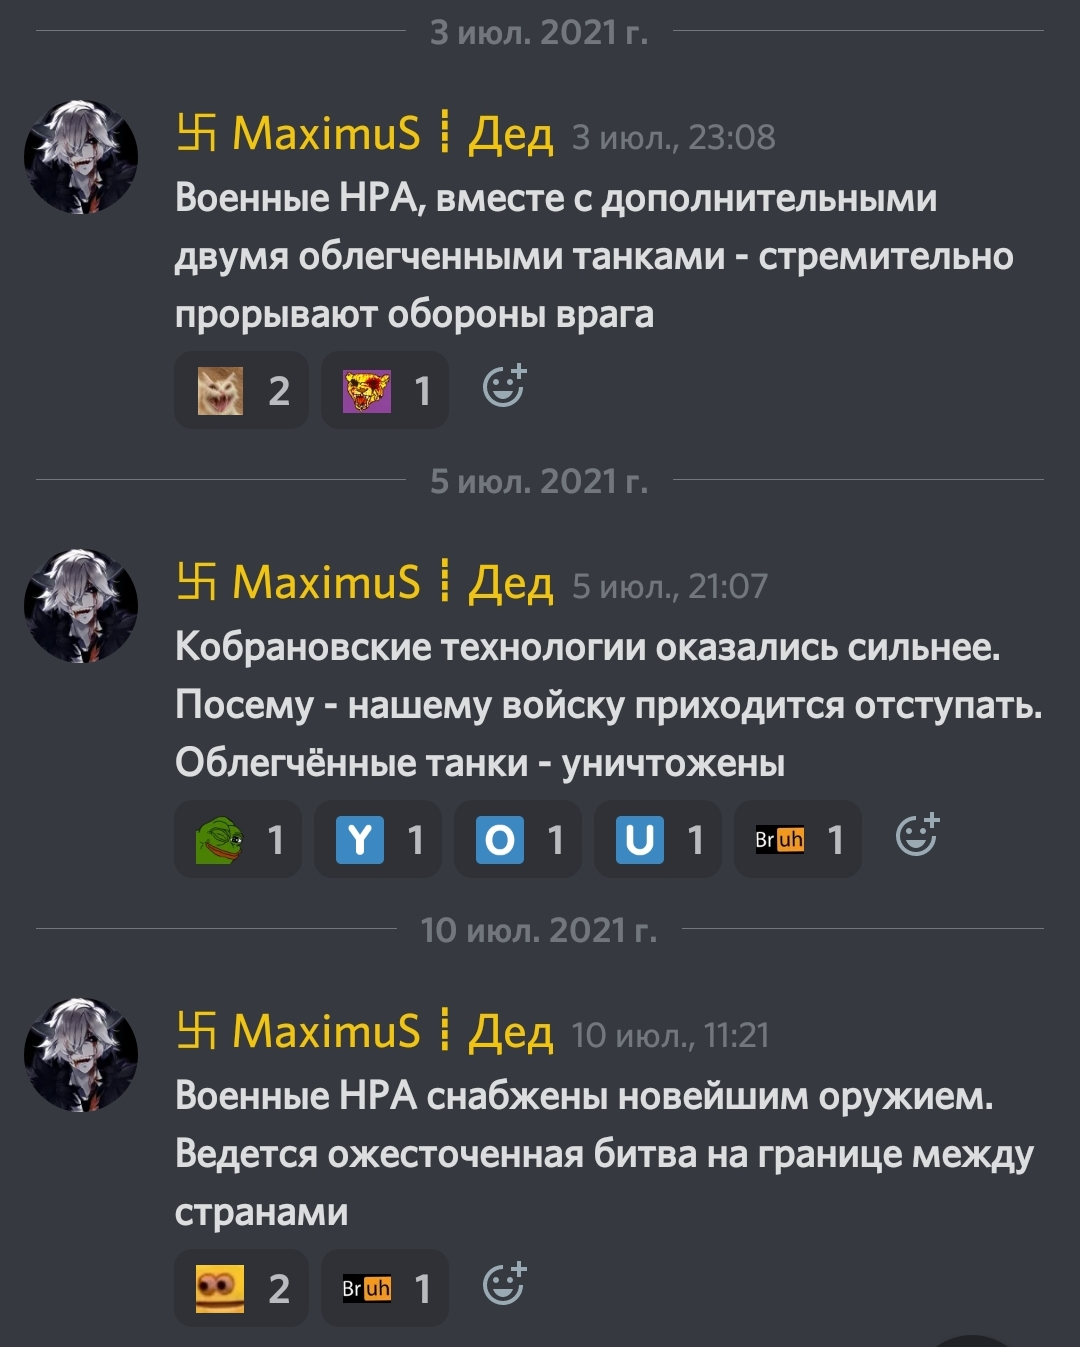 3 июл. 2021 г.
卐 MaximuS ┋ Дед 3 июл., 23:08
Военные НРА, вместе с дополнительными
двумя облегченными танками - стремительно
прорывают обороны врага
2 1
5 июл. 2021 г.
卐 MaximuS ┋ Дед 5 июл., 21:07
Кобрановские технологии оказались сильнее.
Посему - нашему войску приходится отступать.
Облегчённые танки - уничтожены
1 Y 1 O 1 U 1 Bruh 1
10 июл. 2021 г.
卐 MaximuS ┋ Дед 10 июл., 11:21
Военные НРА снабжены новейшим оружием.
Ведется ожесточенная битва на границе между
странами
2 Bruh 1